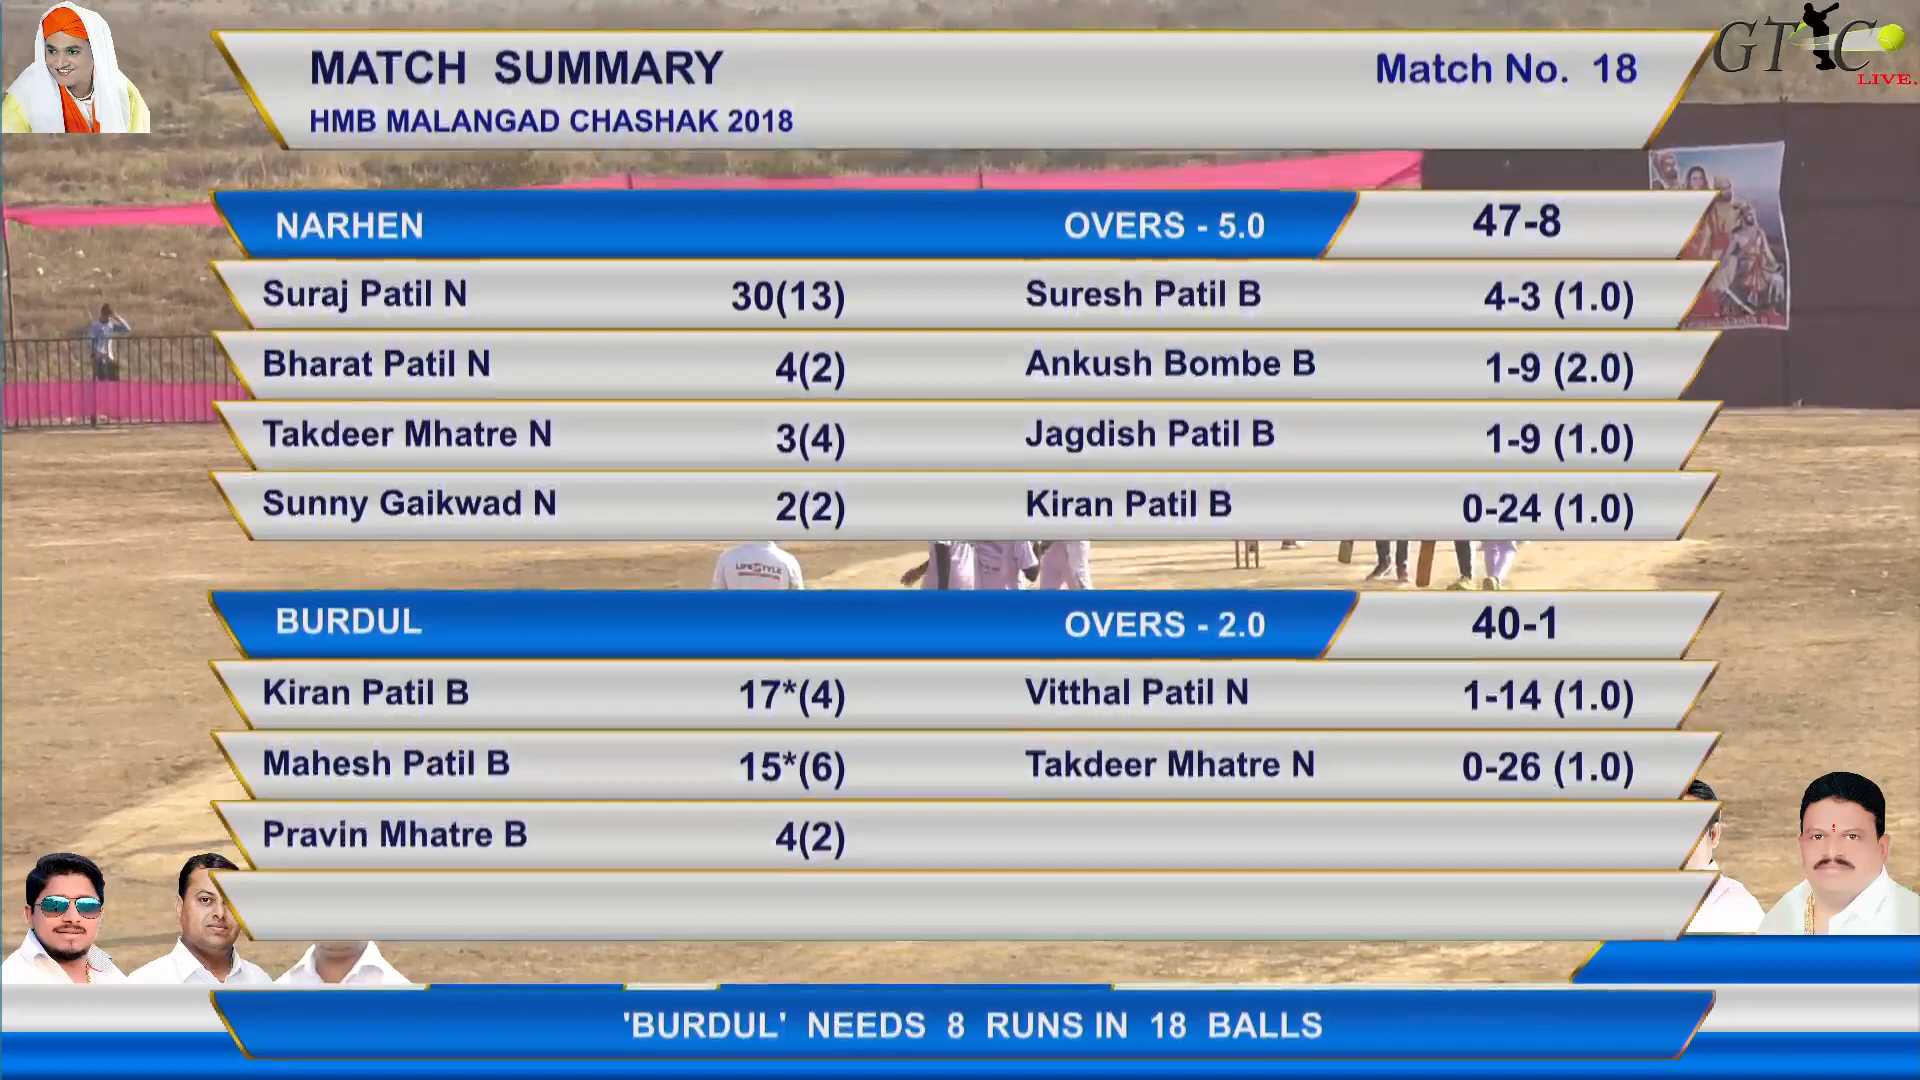 MATCH SUMMARY
Match No. 18
HMB MALANGAD CHASHAK 2018
GTCC
LIVE.
NARHEN OVERS - 5.0 47-8
Suraj Patil N 30(13) Suresh Patil B 4-3 (1.0)
Bharat Patil N 4(2) Ankush Bombe B 1-9 (2.0)
Takdeer Mhatre N 3(4) Jagdish Patil B 1-9 (1.0)
Sunny Gaikwad N 2(2) Kiran Patil B 0-24 (1.0)
LIFESTYLE
BURDUL OVERS - 2.0 40-1
Kiran Patil B 17*(4) Vitthal Patil N 1-14 (1.0)
Mahesh Patil B 15*(6) Takdeer Mhatre N 0-26 (1.0)
Pravin Mhatre B 4(2)
'BURDUL' NEEDS 8 RUNS IN 18 BALLS